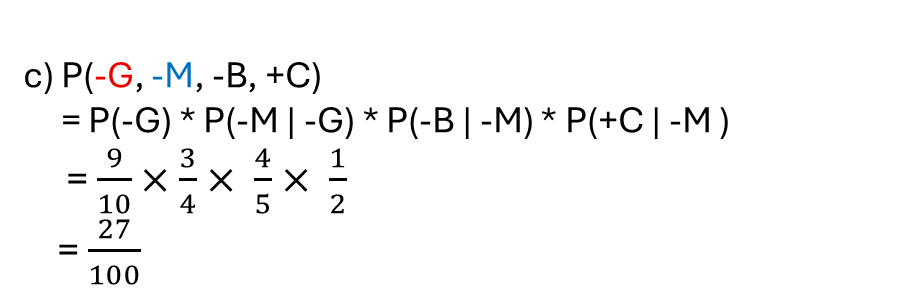 c) P(-G, -M, -B, +C)
= P(-G) * P(-M | -G) * P(-B | -M) * P(+C | -M )
= 9/10 × 3/4 × 4/5 × 1/2
= 27/100